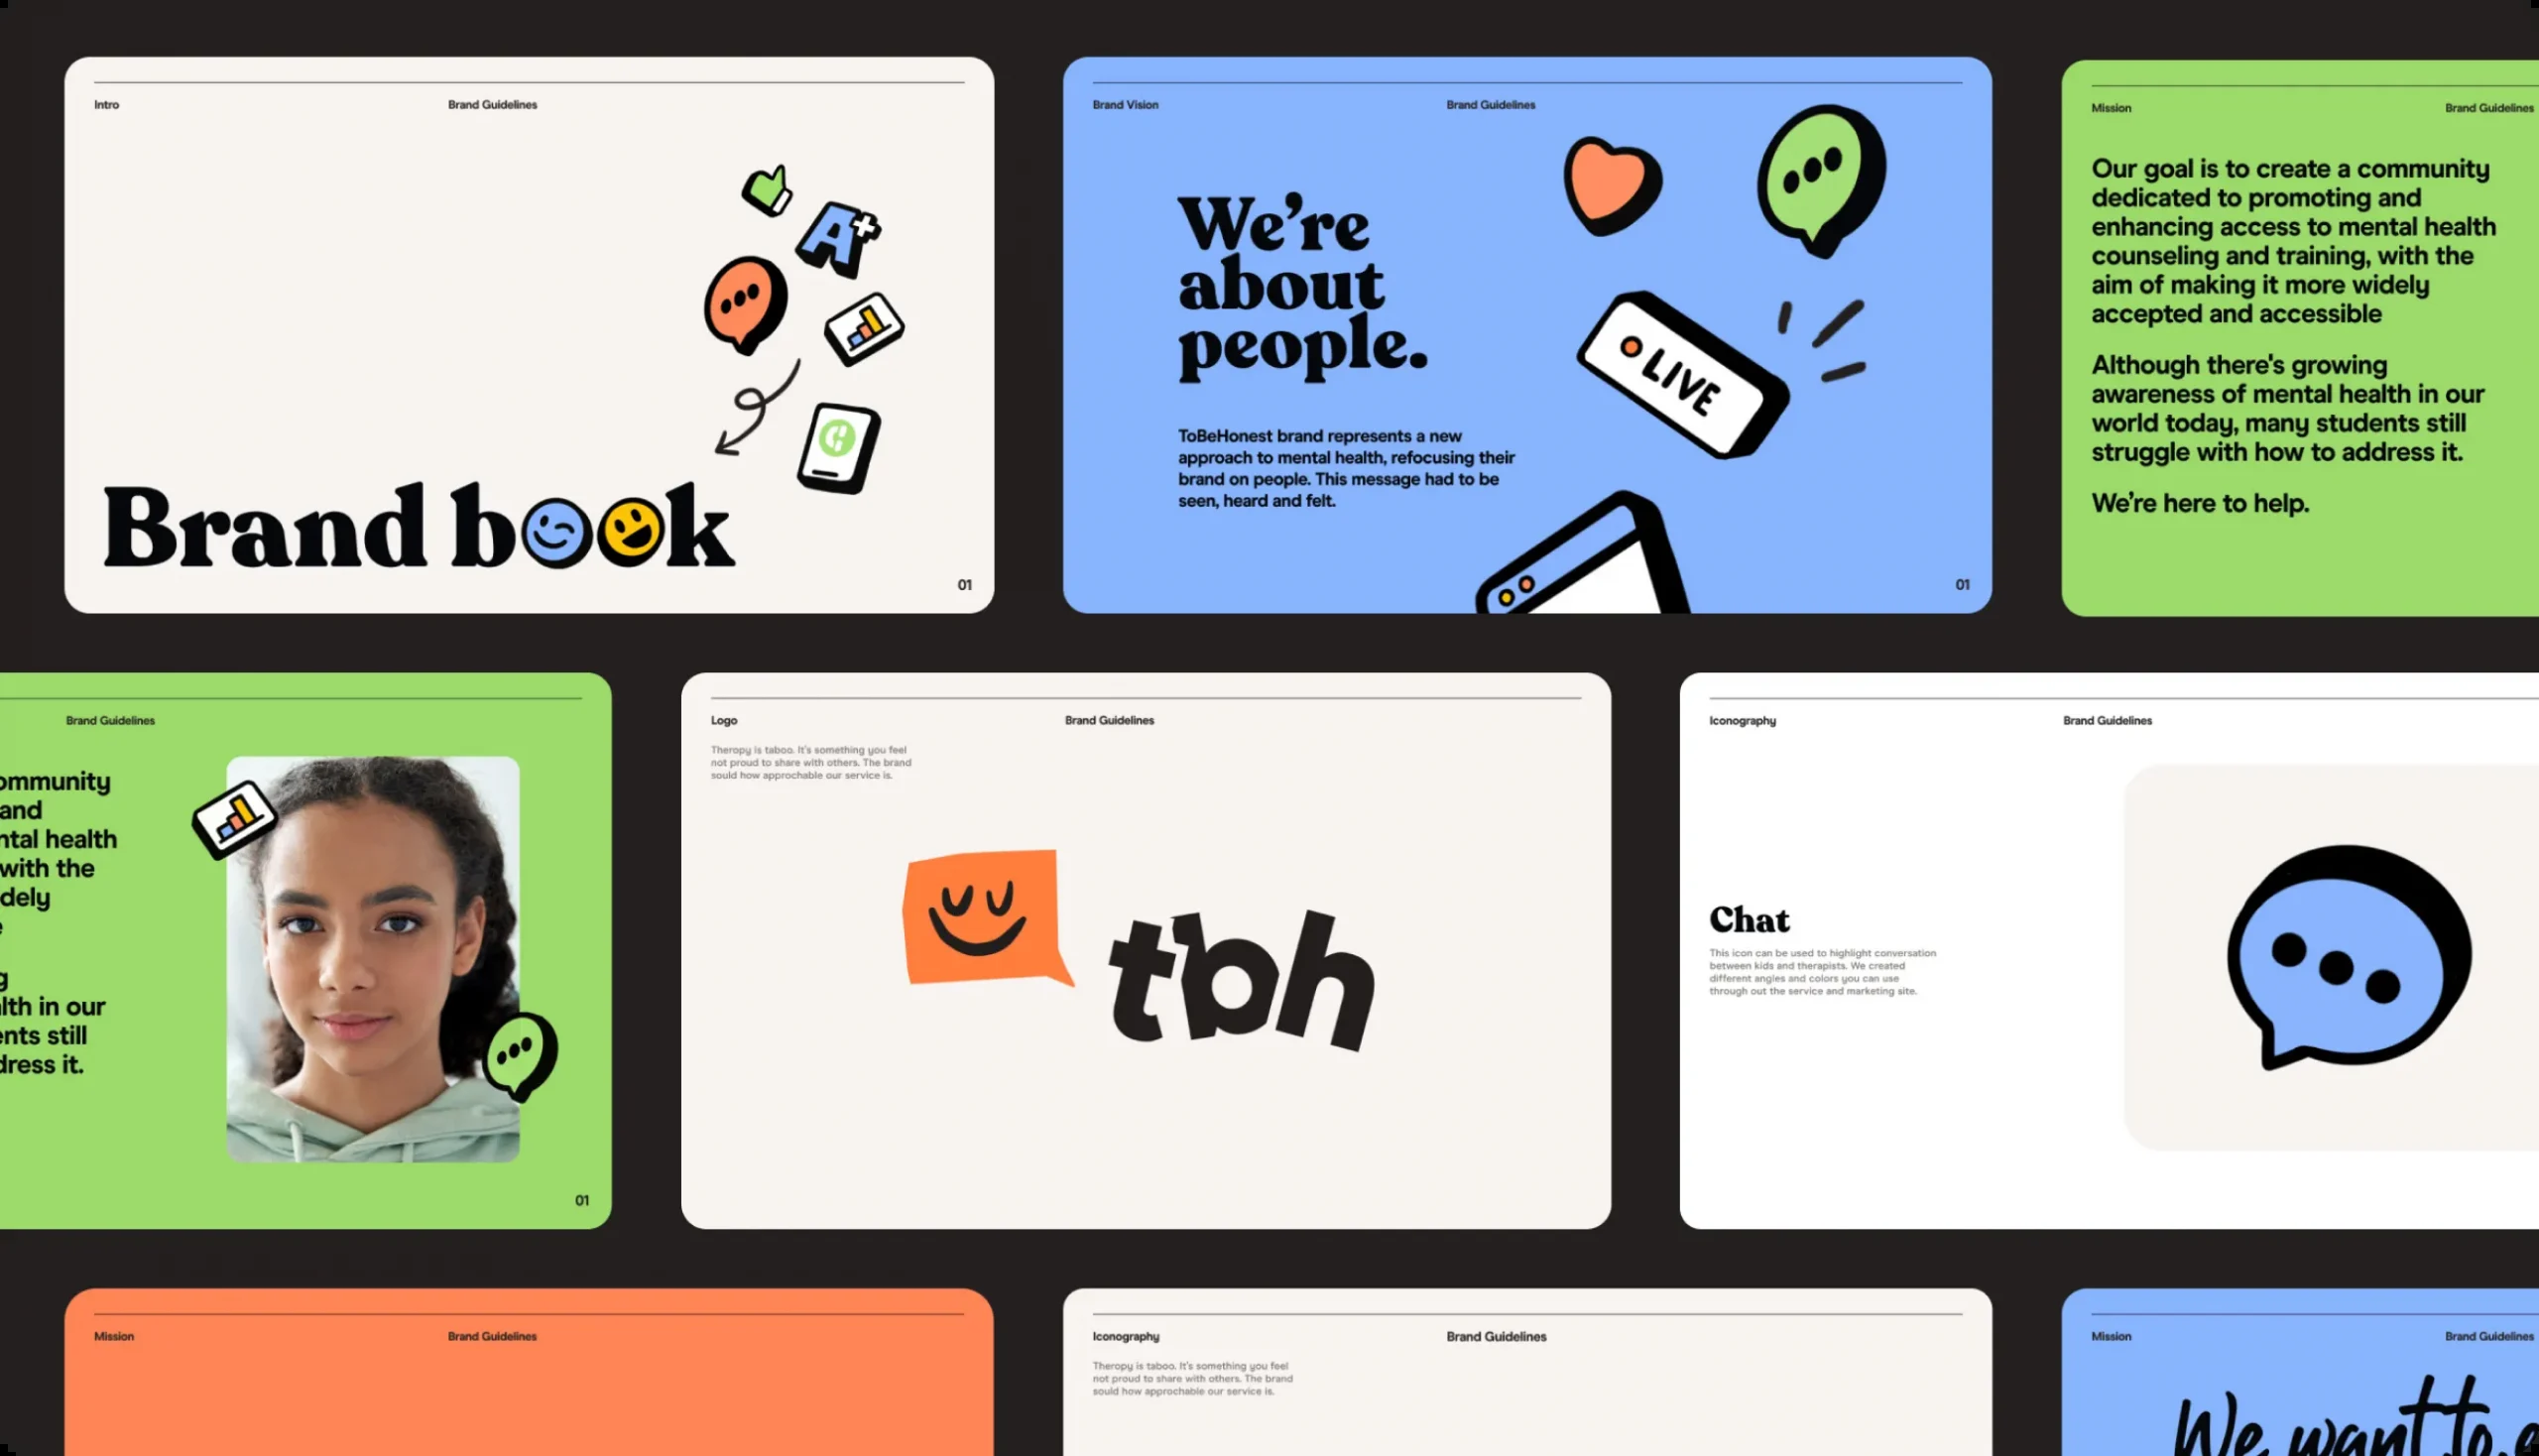 Intro
Brand Guidelines
A+
Brand book
01
Brand Vision
Brand Guidelines
We're
about
people.
LIVE
ToBeHonest brand represents a new
approach to mental health, refocusing their
brand on people. This message had to be
seen, heard and felt.
01
Mission
Brand Guidelines
Our goal is to create a community
dedicated to promoting and
enhancing access to mental health
counseling and training, with the
aim of making it more widely
accepted and accessible
Although there's growing
awareness of mental health in our
world today, many students still
struggle with how to address it.
We're here to help.
Brand Guidelines
ommunity
and
ntal health
with the
dely
e
g
lth in our
ents still
dress it.
01
Logo
Brand Guidelines
Theropy is taboo. It's something you feel
not proud to share with others. The brand
sould how approchable our service is.
tbh
Iconography
Brand Guidelines
Chat
This icon can be used to highlight conversation
between kids and therapists. We created
different angles and colors you can use
through out the service and marketing site.
Mission
Brand Guidelines
Iconography
Brand Guidelines
Theropy is taboo. It's something you feel
not proud to share with others. The brand
sould how approchable our service is.
Mission
Brand Guidelines
We want to